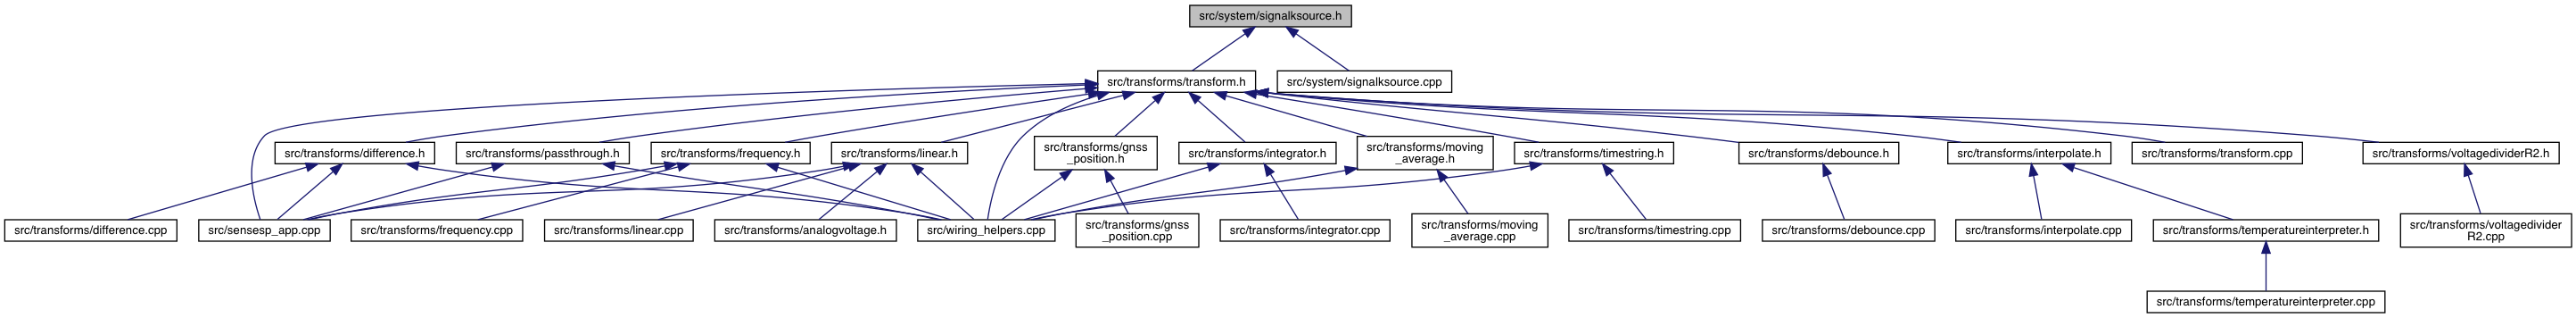 src/system/signalksource.h
src/transforms/transform.h
src/system/signalksource.cpp
src/transforms/difference.h
src/transforms/passthrough.h
src/transforms/frequency.h
src/transforms/linear.h
src/transforms/gnss
_position.h
src/transforms/integrator.h
src/transforms/moving
_average.h
src/transforms/timestring.h
src/transforms/debounce.h
src/transforms/interpolate.h
src/transforms/transform.cpp
src/transforms/voltagedividerR2.h
src/transforms/difference.cpp
src/sensesp_app.cpp
src/transforms/frequency.cpp
src/transforms/linear.cpp
src/transforms/analogvoltage.h
src/wiring_helpers.cpp
src/transforms/gnss
_position.cpp
src/transforms/integrator.cpp
src/transforms/moving
_average.cpp
src/transforms/timestring.cpp
src/transforms/debounce.cpp
src/transforms/interpolate.cpp
src/transforms/temperatureinterpreter.h
src/transforms/voltagedivider
R2.cpp
src/transforms/temperatureinterpreter.cpp